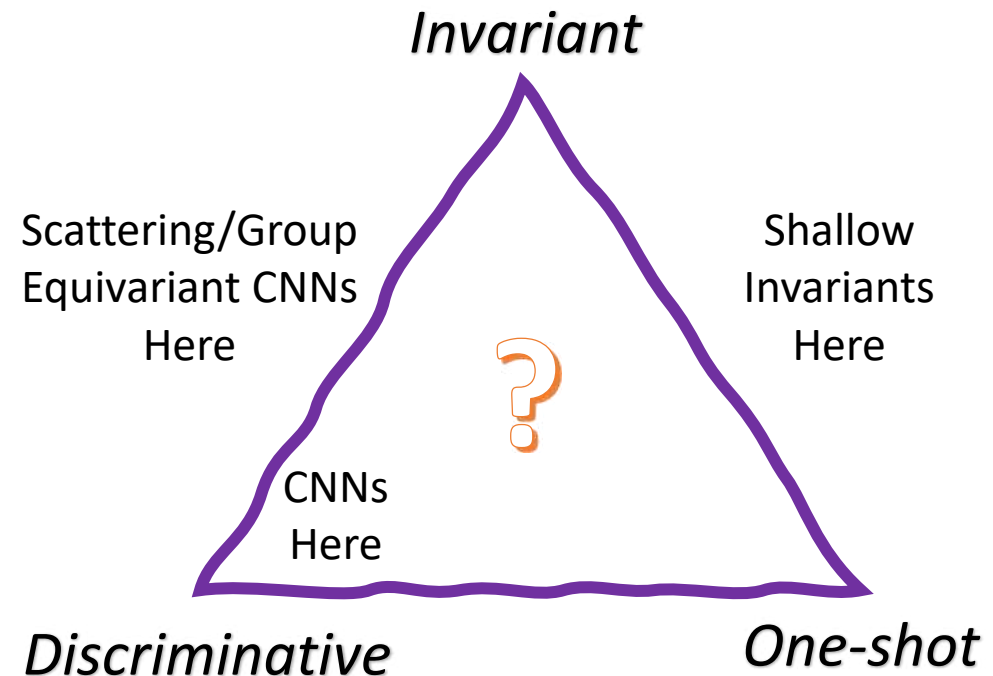 Invariant
Scattering/Group
Equivariant CNNs
Here
Shallow
Invariants
Here
?
CNNs
Here
Discriminative
One-shot